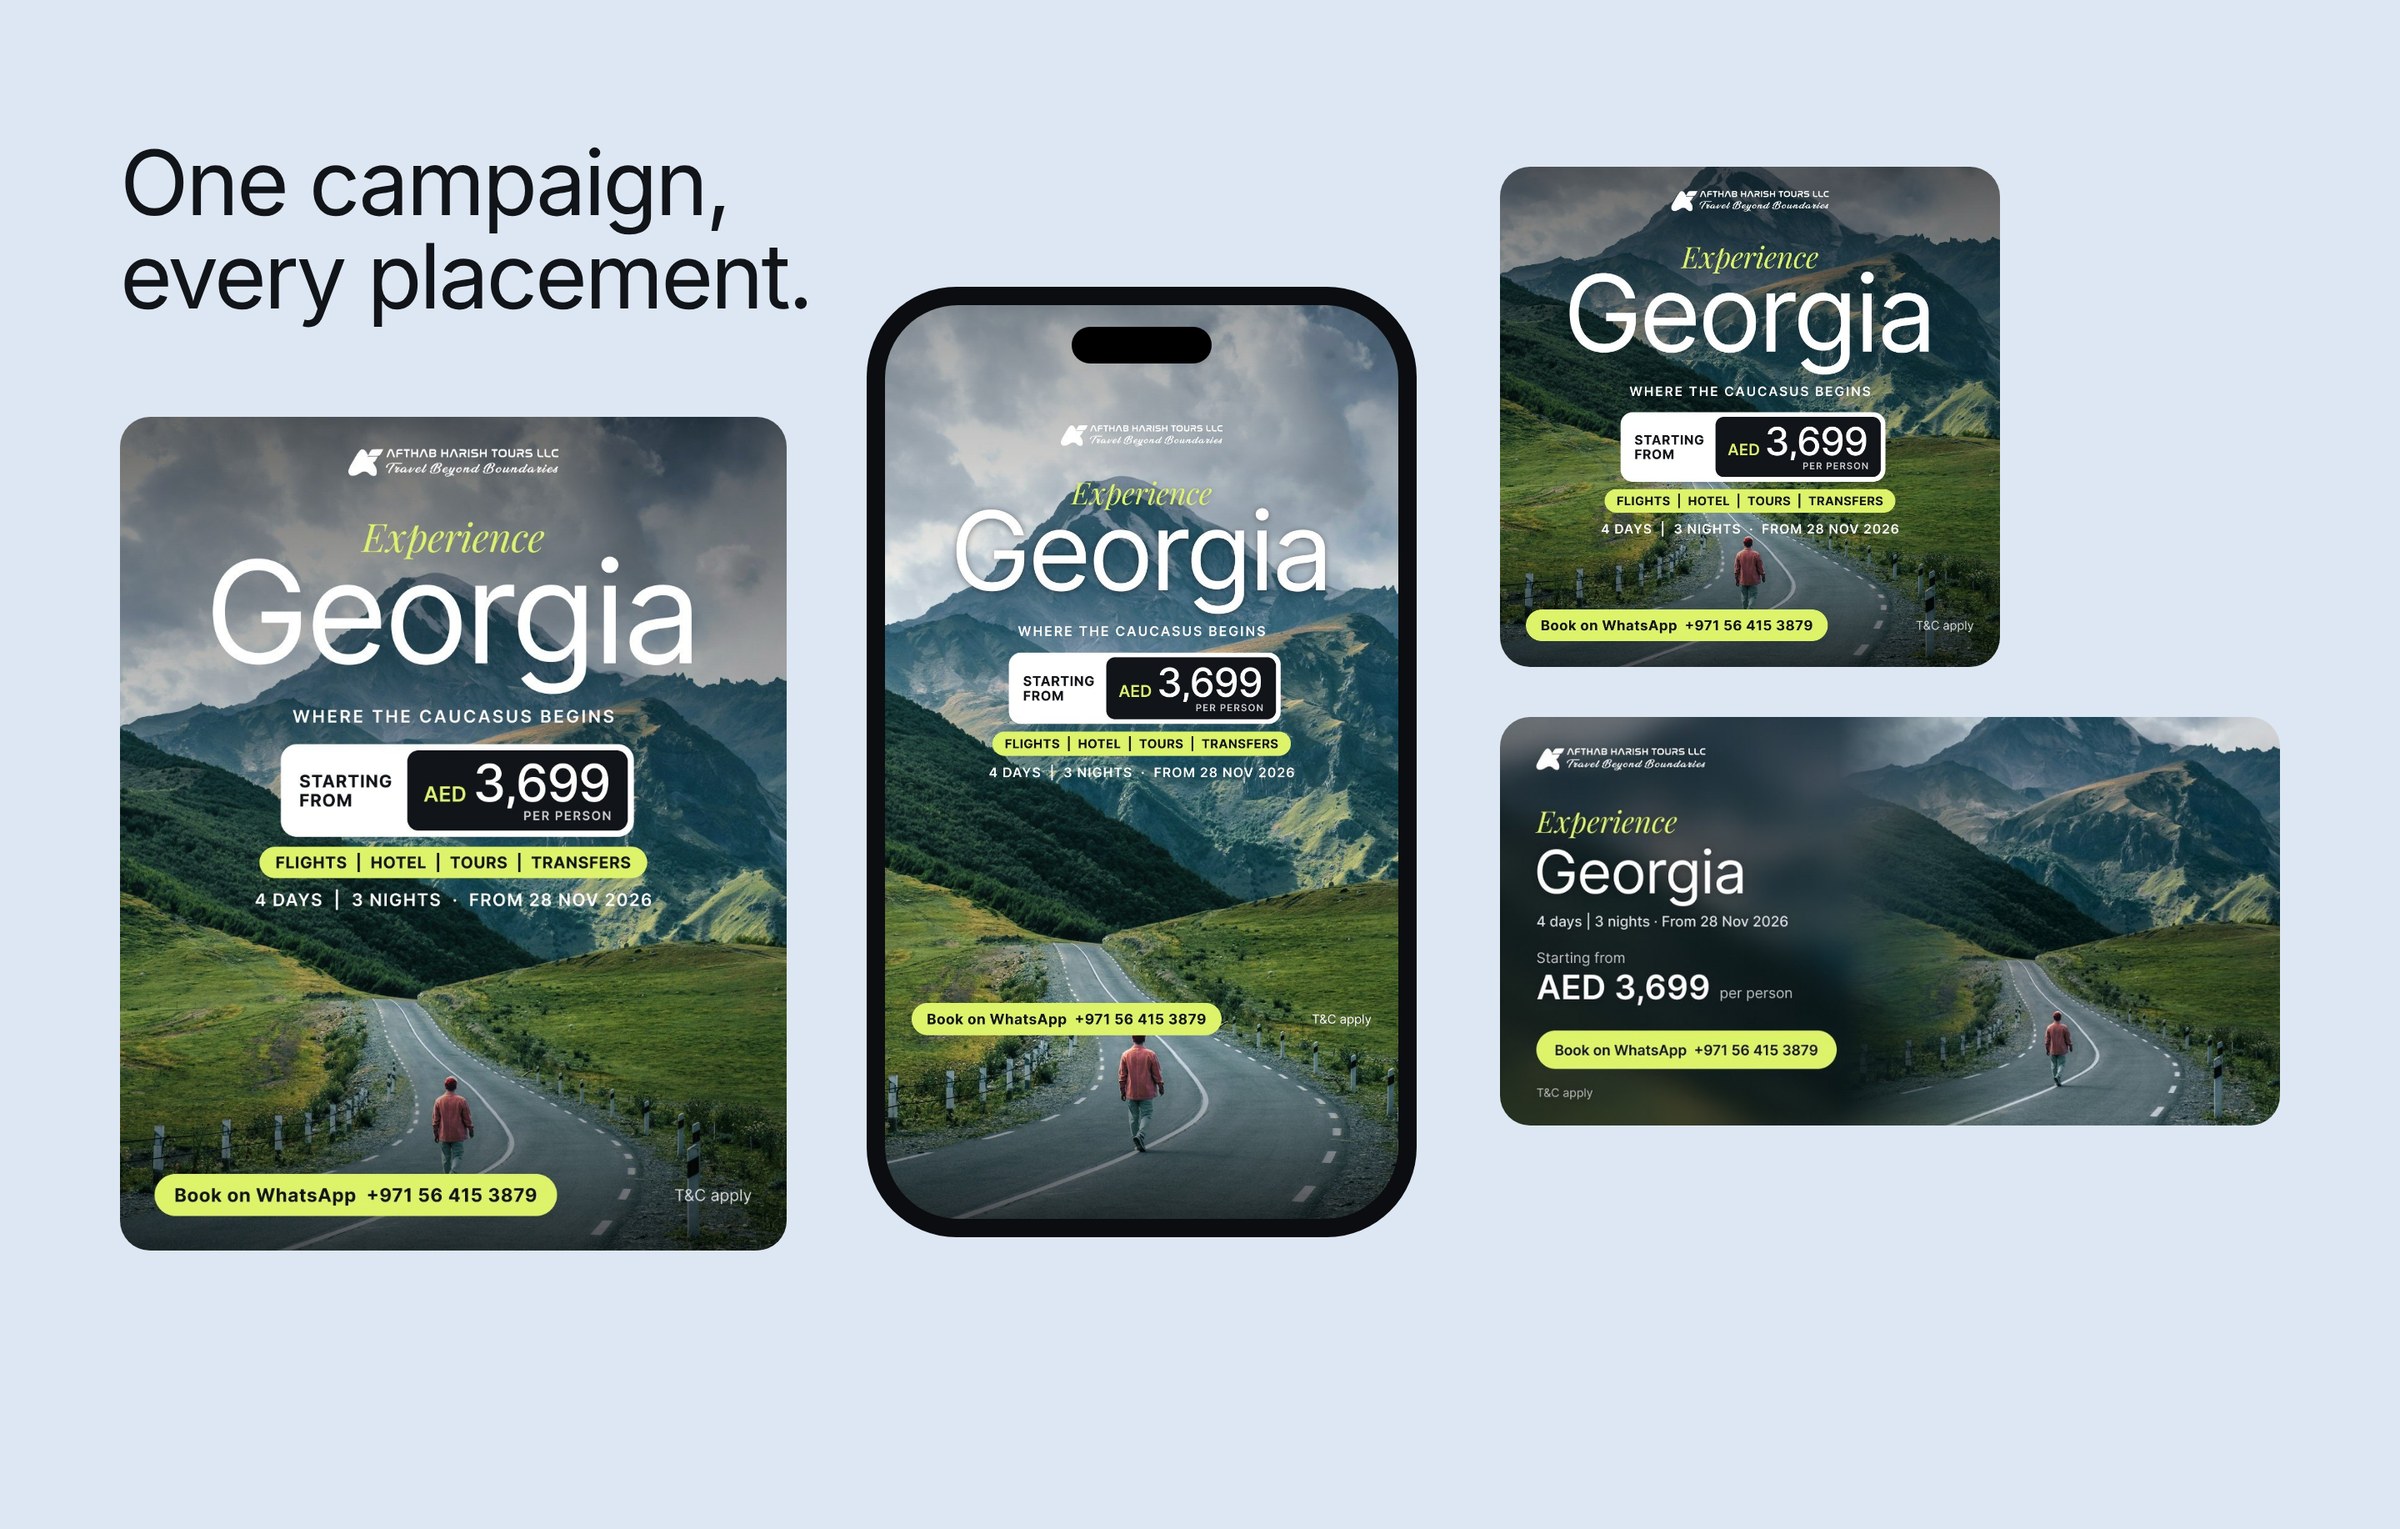 One campaign,
every placement.
AFTHAB HARISH TOURS LLC
Travel Beyond Boundaries
Experience
Georgia
WHERE THE CAUCASUS BEGINS
STARTING
FROM
AED 3,699
PER PERSON
FLIGHTS | HOTEL | TOURS | TRANSFERS
4 DAYS | 3 NIGHTS · FROM 28 NOV 2026
Book on WhatsApp +971 56 415 3879
T&C apply
AFTHAB HARISH TOURS LLC
Travel Beyond Boundaries
Experience
Georgia
WHERE THE CAUCASUS BEGINS
STARTING
FROM
AED 3,699
PER PERSON
FLIGHTS | HOTEL | TOURS | TRANSFERS
4 DAYS | 3 NIGHTS · FROM 28 NOV 2026
Book on WhatsApp +971 56 415 3879
T&C apply
AFTHAB HARISH TOURS LLC
Travel Beyond Boundaries
Experience
Georgia
WHERE THE CAUCASUS BEGINS
STARTING
FROM
AED 3,699
PER PERSON
FLIGHTS | HOTEL | TOURS | TRANSFERS
4 DAYS | 3 NIGHTS · FROM 28 NOV 2026
Book on WhatsApp +971 56 415 3879
T&C apply
AFTHAB HARISH TOURS LLC
Travel Beyond Boundaries
Experience
Georgia
4 days | 3 nights · From 28 Nov 2026
Starting from
AED 3,699 per person
Book on WhatsApp +971 56 415 3879
T&C apply